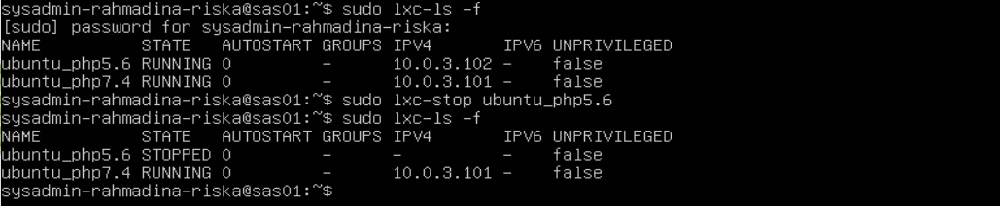 sysadmin-rahmadina-riska@sas01:~$ sudo lxc-ls -f
[sudo] password for sysadmin-rahmadina-riska:
NAME STATE AUTOSTART GROUPS IPV4 IPV6 UNPRIVILEGED
ubuntu_php5.6 RUNNING 0 - 10.0.3.102 - false
ubuntu_php7.4 RUNNING 0 - 10.0.3.101 - false
sysadmin-rahmadina-riska@sas01:~$ sudo lxc-stop ubuntu_php5.6
sysadmin-rahmadina-riska@sas01:~$ sudo lxc-ls -f
NAME STATE AUTOSTART GROUPS IPV4 IPV6 UNPRIVILEGED
ubuntu_php5.6 STOPPED 0 - - - false
ubuntu_php7.4 RUNNING 0 - 10.0.3.101 - false
sysadmin-rahmadina-riska@sas01:~$